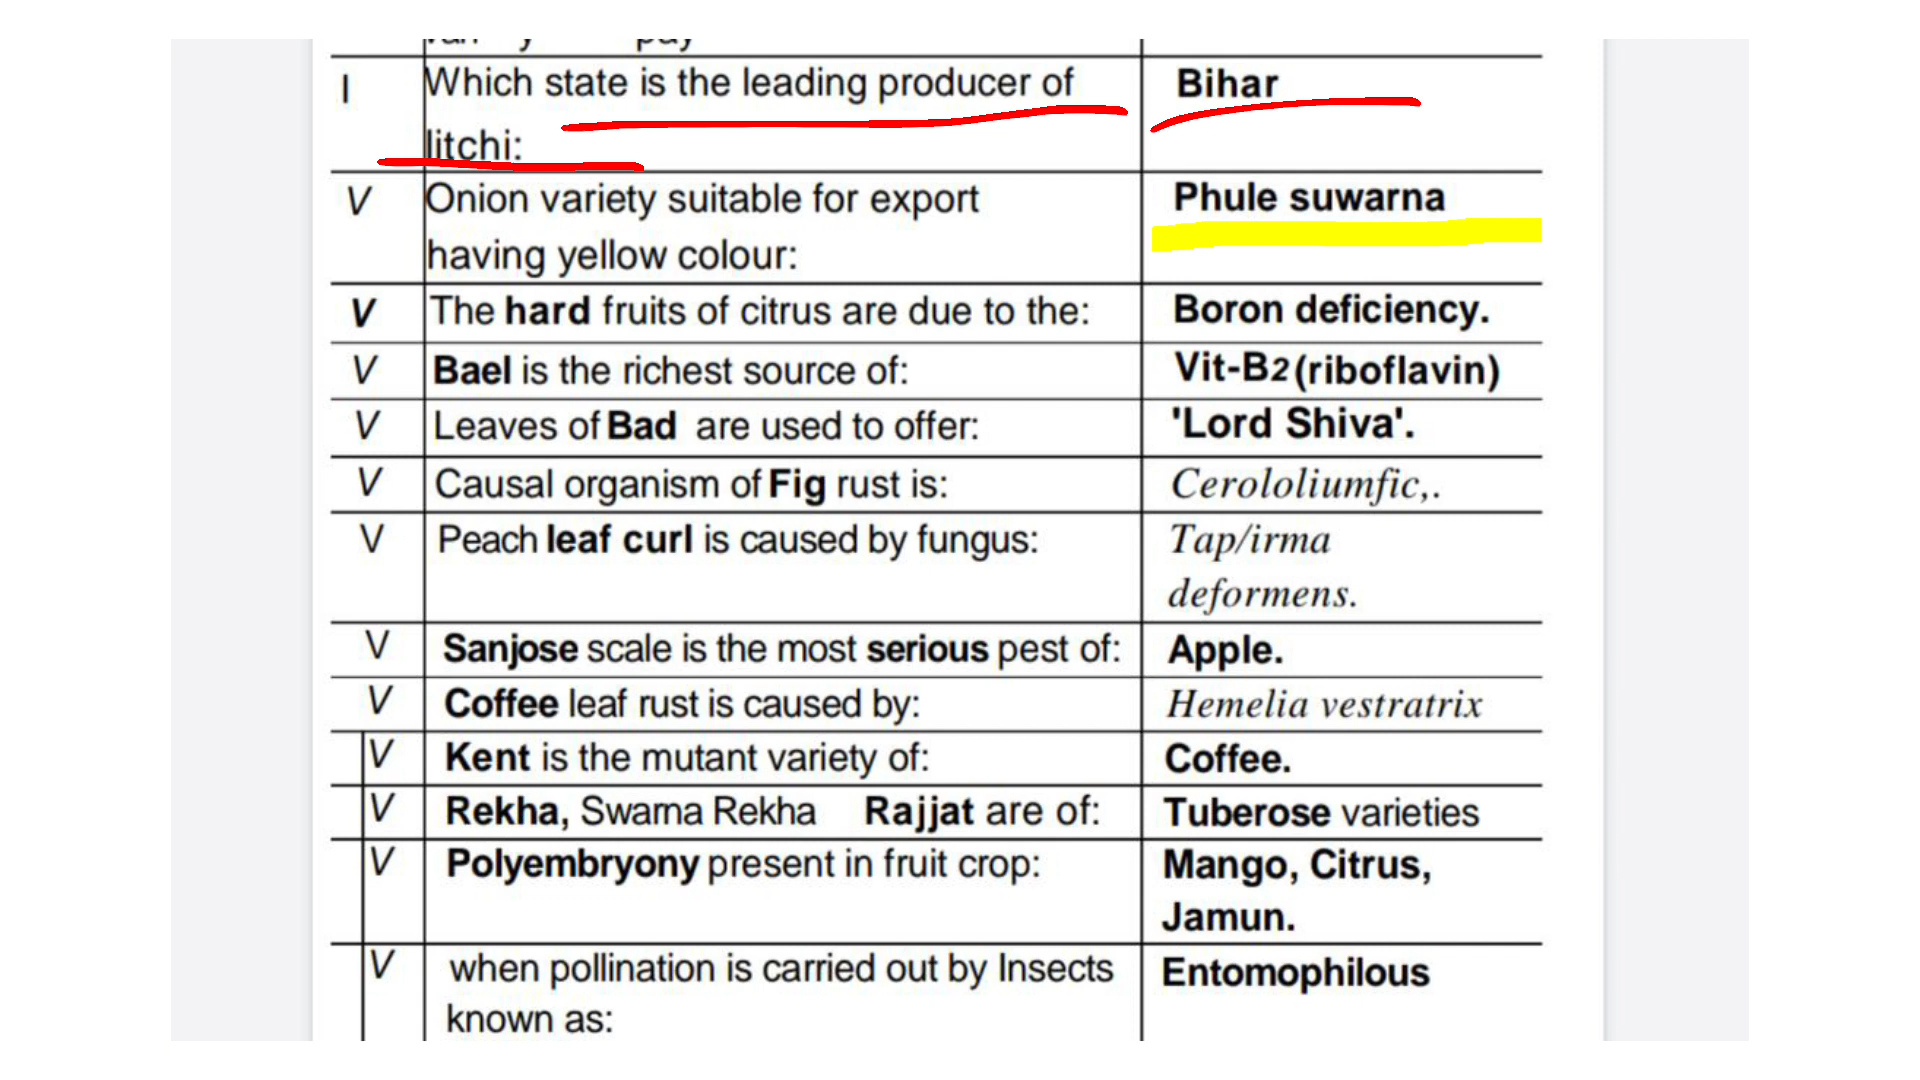 I Which state is the leading producer of Bihar
litchi:
V Onion variety suitable for export Phule suwarna
having yellow colour:
V The hard fruits of citrus are due to the: Boron deficiency.
V Bael is the richest source of: Vit-B2 (riboflavin)
V Leaves of Bad are used to offer: 'Lord Shiva'.
V Causal organism of Fig rust is: Cerololiumfic,.
V Peach leaf curl is caused by fungus: Tap/irma
deformens.
V Sanjose scale is the most serious pest of: Apple.
V Coffee leaf rust is caused by: Hemelia vestratrix
V Kent is the mutant variety of: Coffee.
V Rekha, Swarna Rekha Rajjat are of: Tuberose varieties
V Polyembryony present in fruit crop: Mango, Citrus,
Jamun.
V when pollination is carried out by Insects Entomophilous
known as: